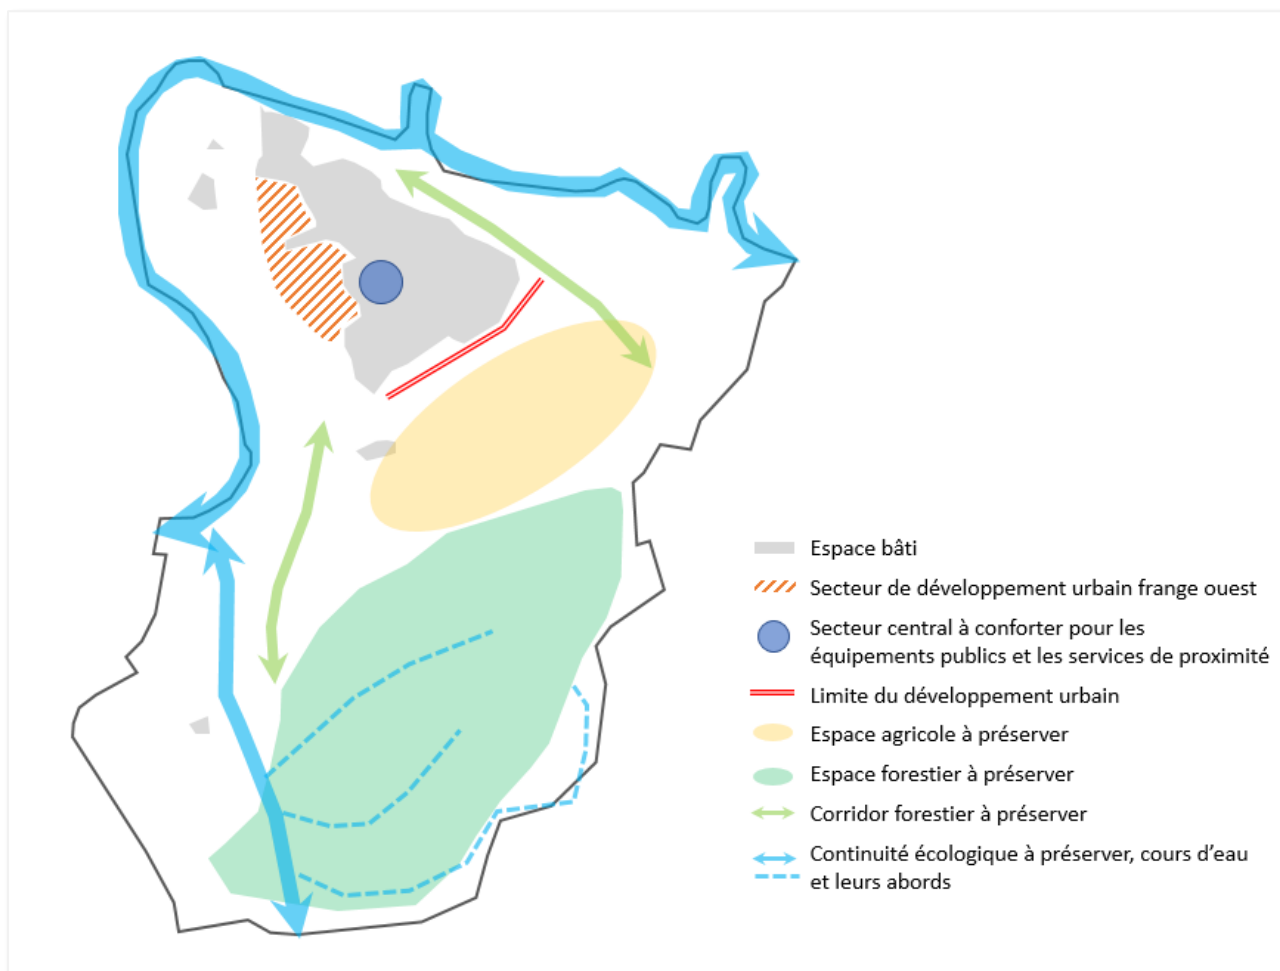 Espace bâti
Secteur de développement urbain frange ouest
Secteur central à conforter pour les
équipements publics et les services de proximité
Limite du développement urbain
Espace agricole à préserver
Espace forestier à préserver
Corridor forestier à préserver
Continuité écologique à préserver, cours d’eau
et leurs abords